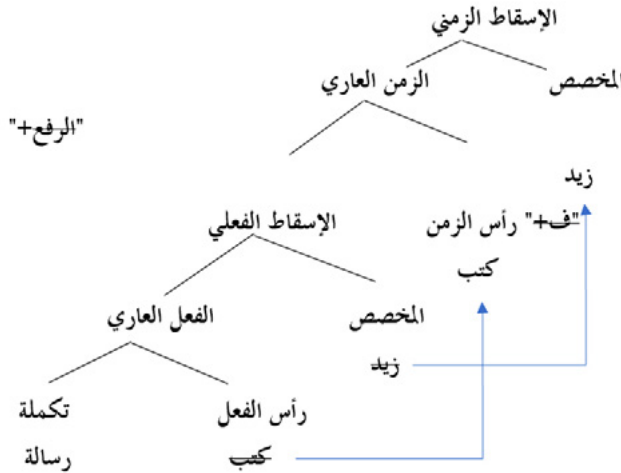 الإسقاط الزمني
المخصص
الزمن العاري
"الرفع+"
زيد
"ف+" رأس الزمن
الإسقاط الفعلي
كتب
المخصص
الفعل العاري
زيد
رأس الفعل
تكملة
كتب
رسالة